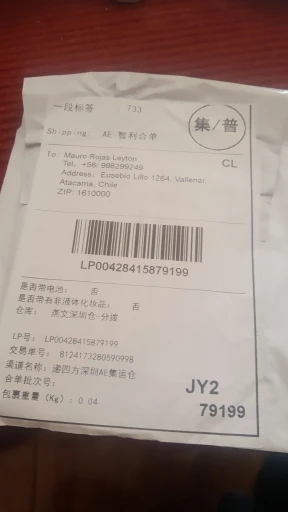 一段标签 733
集/普
Shipping AE 智利合单
CL
To: Mauro Rojas Leyton
Tel. +56: 998299249
Address: Eusebio Lillo 1264, Vallenar,
Atacama, Chile
ZIP: 1610000
LP00428415879199
是否带电池: 否
是否带有非液体化妆品: 否
仓库: 燕文深圳仓-分拨
LP号: LP00428415879199
交易单号: 8124173280590998
渠道名称: 递四方深圳AE集运仓
合单批次号:
包裹重量 (Kg): 0.04
JY2
79199